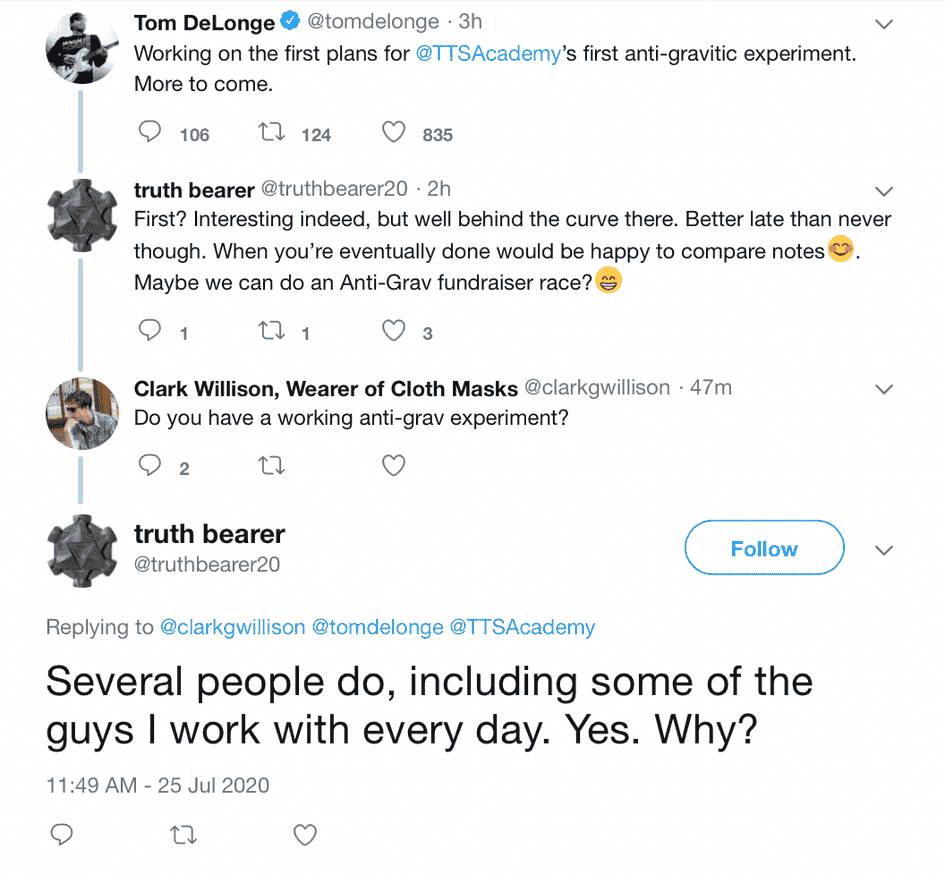 Tom DeLonge @tomdelonge · 3h
Working on the first plans for @TTSAcademy's first anti-gravitic experiment.
More to come.
106 124 835
truth bearer @truthbearer20 · 2h
First? Interesting indeed, but well behind the curve there. Better late than never
though. When you're eventually done would be happy to compare notes😊.
Maybe we can do an Anti-Grav fundraiser race?😁
1 1 3
Clark Willison, Wearer of Cloth Masks @clarkgwillison · 47m
Do you have a working anti-grav experiment?
2
truth bearer
@truthbearer20
Follow
Replying to @clarkgwillison @tomdelonge @TTSAcademy
Several people do, including some of the
guys I work with every day. Yes. Why?
11:49 AM - 25 Jul 2020